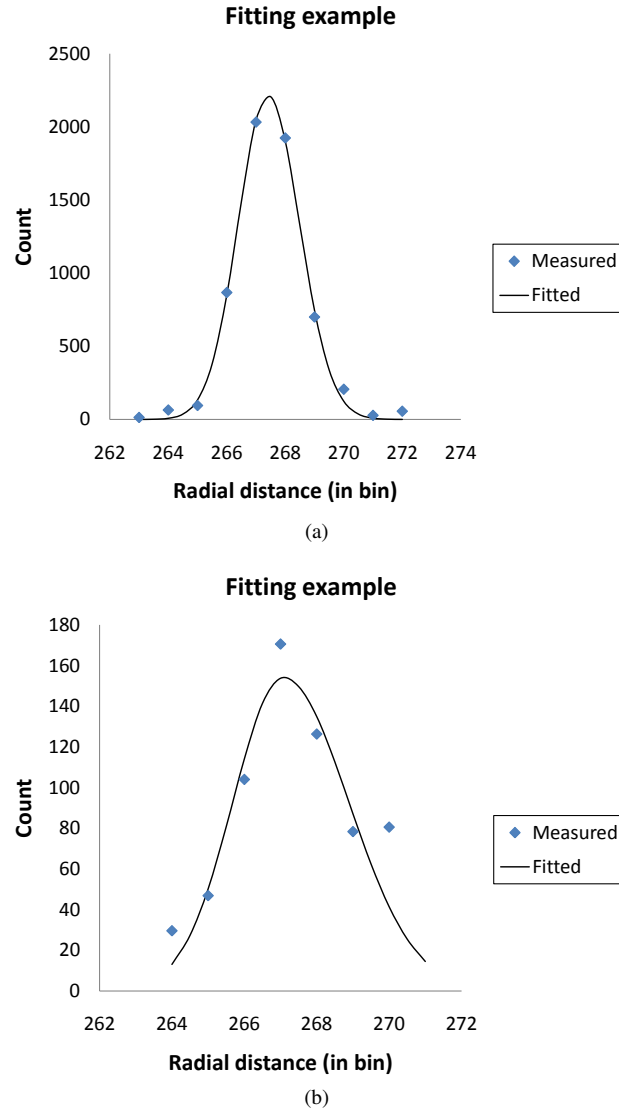 Fitting example
2500
2000
1500
1000
500
0
Count
262 264 266 268 270 272 274
Radial distance (in bin)
Measured
Fitted
(a)
Fitting example
180
160
140
120
100
80
60
40
20
0
Count
262 264 266 268 270 272
Radial distance (in bin)
Measured
Fitted
(b)